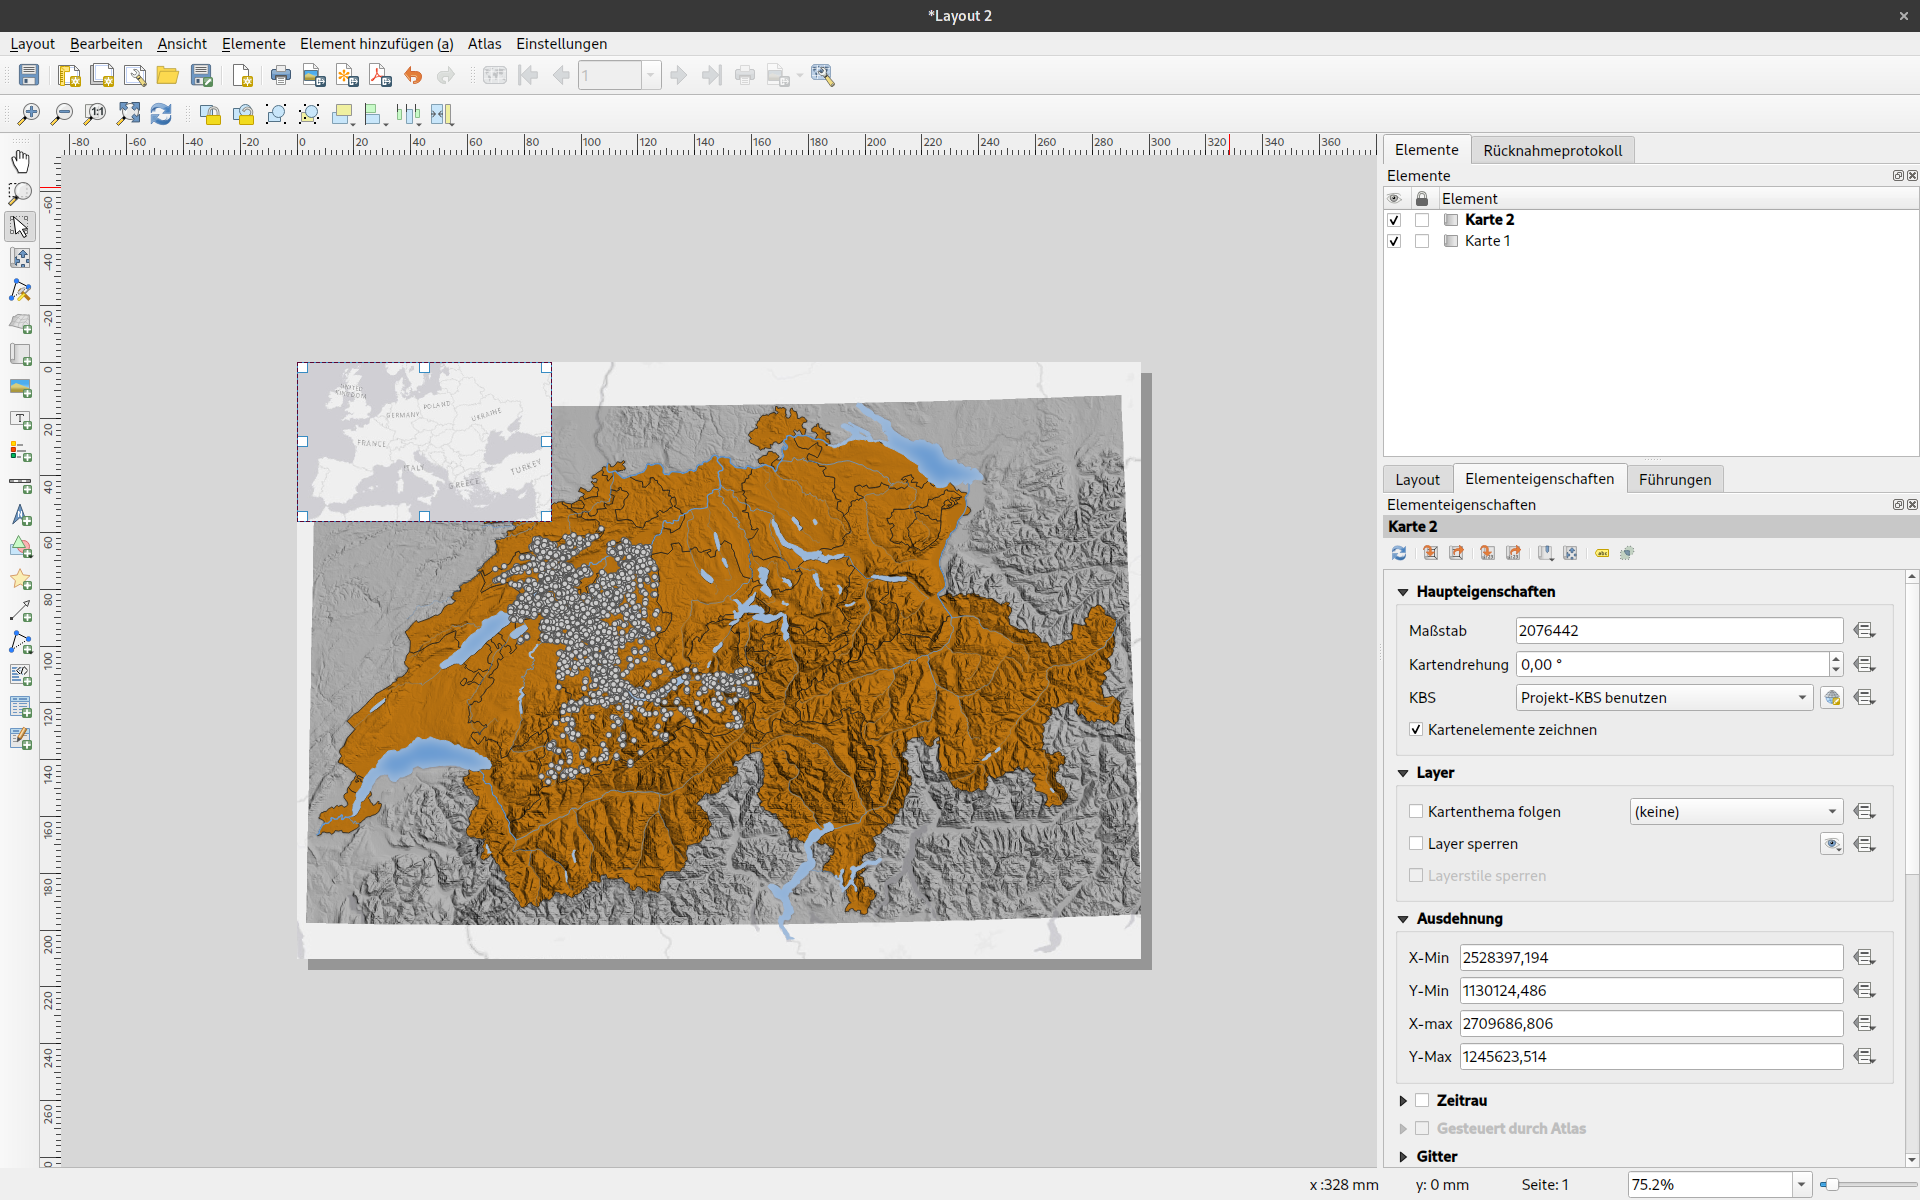 *Layout 2
Layout Bearbeiten Ansicht Elemente Element hinzufügen (a) Atlas Einstellungen
1
1:1
-80 -60 -40 -20 0 20 40 60 80 100 120 140 160 180 200 220 240 260 280 300 320 340 360
-60
-40
-20
0
20
40
60
80
100
120
140
160
180
200
220
240
260
UNITED KINGDOM
POLAND
GERMANY
UKRAINE
FRANCE
ITALY
TURKEY
GREECE
Elemente Rücknahmeprotokoll
Elemente
Element
Karte 2
Karte 1
Layout Elementeigenschaften Führungen
Elementeigenschaften
Karte 2
abc
Haupteigenschaften
Maßstab 2076442
Kartendrehung 0,00 °
KBS Projekt-KBS benutzen
Kartenelemente zeichnen
Layer
Kartenthema folgen (keine)
Layer sperren
Layerstile sperren
Ausdehnung
X-Min 2528397,194
Y-Min 1130124,486
X-max 2709686,806
Y-Max 1245623,514
Zeitrau
Gesteuert durch Atlas
Gitter
x :328 mm y: 0 mm Seite: 1 75.2%